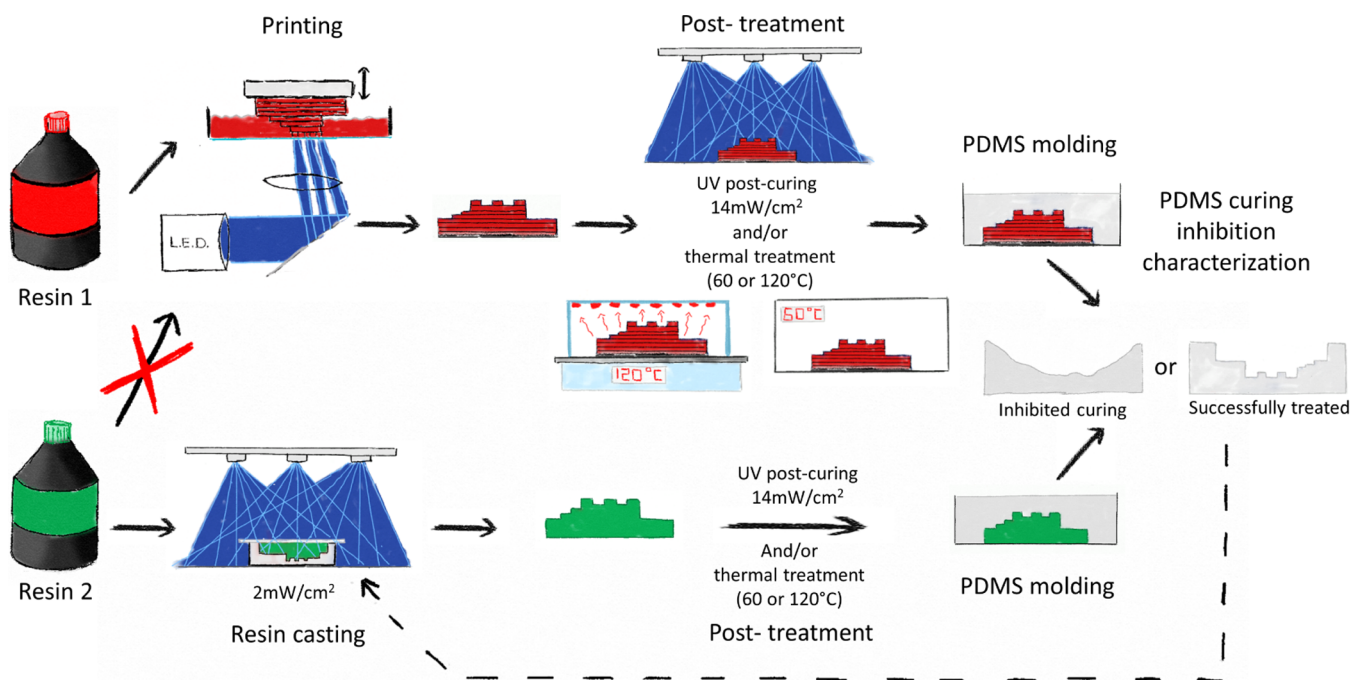 Printing
Post- treatment
L.E.D.
Resin 1
UV post-curing
14mW/cm²
and/or
thermal treatment
(60 or 120°C)
PDMS molding
PDMS curing
inhibition
characterization
120°C
60°C
or
Inhibited curing
Successfully treated
Resin 2
2mW/cm²
Resin casting
UV post-curing
14mW/cm²
And/or
thermal treatment
(60 or 120°C)
Post- treatment
PDMS molding